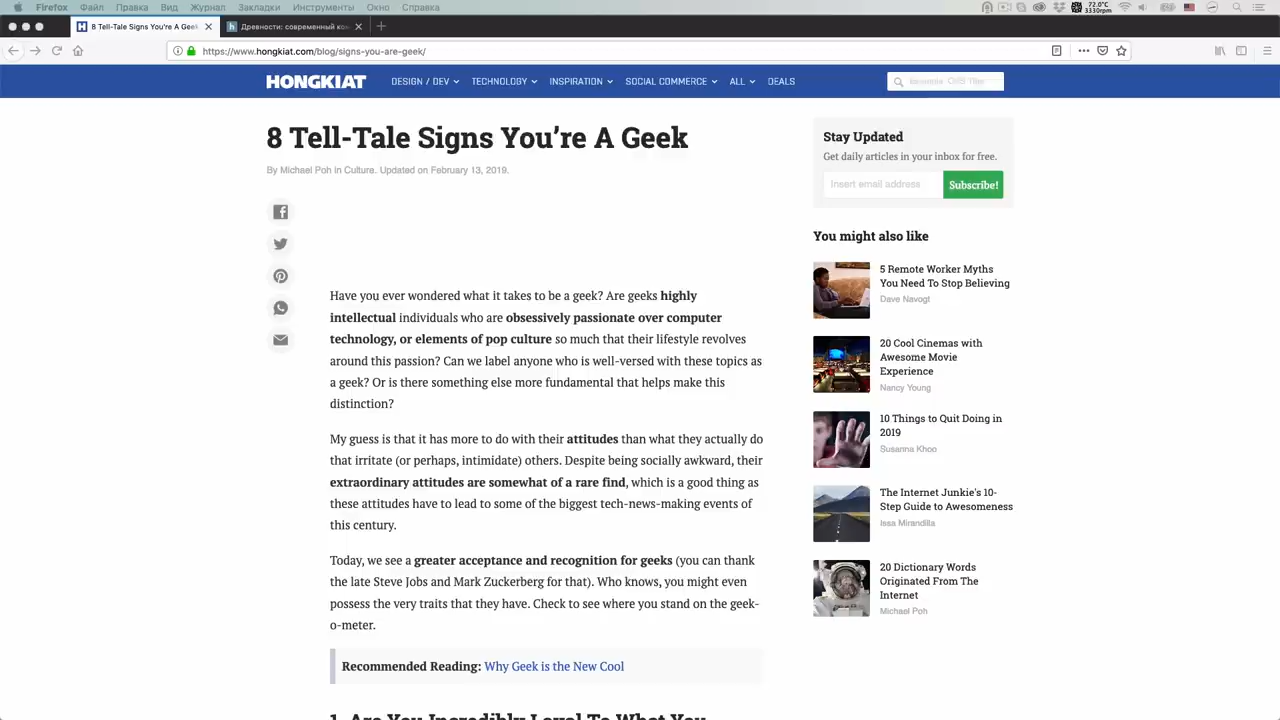 Firefox Файл Правка Вид Журнал Закладки Инструменты Окно Справка
72.0°C
3330rpm
8 Tell-Tale Signs You're A Geek
Древности: современный ком
https://www.hongkiat.com/blog/signs-you-are-geek/
HONGKIAT DESIGN / DEV TECHNOLOGY INSPIRATION SOCIAL COMMERCE ALL DEALS
8 Tell-Tale Signs You're A Geek
By Michael Poh in Culture. Updated on February 13, 2019.
Have you ever wondered what it takes to be a geek? Are geeks highly
intellectual individuals who are obsessively passionate over computer
technology, or elements of pop culture so much that their lifestyle revolves
around this passion? Can we label anyone who is well-versed with these topics as
a geek? Or is there something else more fundamental that helps make this
distinction?
My guess is that it has more to do with their attitudes than what they actually do
that irritate (or perhaps, intimidate) others. Despite being socially awkward, their
extraordinary attitudes are somewhat of a rare find, which is a good thing as
these attitudes have to lead to some of the biggest tech-news-making events of
this century.
Today, we see a greater acceptance and recognition for geeks (you can thank
the late Steve Jobs and Mark Zuckerberg for that). Who knows, you might even
possess the very traits that they have. Check to see where you stand on the geek-
o-meter.
Recommended Reading: Why Geek is the New Cool
1. Are You Incredibly Loyal To What You
Stay Updated
Get daily articles in your inbox for free.
Insert email address
Subscribe!
You might also like
5 Remote Worker Myths
You Need To Stop Believing
Dave Navogt
20 Cool Cinemas with
Awesome Movie
Experience
Nancy Young
10 Things to Quit Doing in
2019
Susanna Khoo
The Internet Junkie's 10-
Step Guide to Awesomeness
Issa Mirandilla
20 Dictionary Words
Originated From The
Internet
Michael Poh